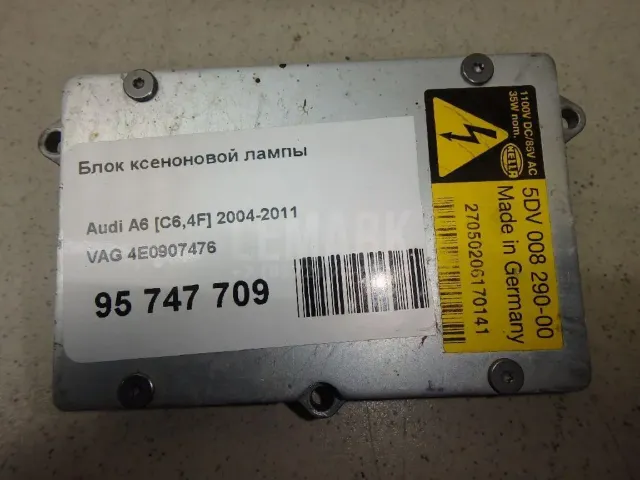 Блок ксеноновой лампы
Audi A6 [C6,4F] 2004-2011
VAG 4E0907476
95 747 709
1100V DC/85V AC
35W nom.
HELLA
5DV 008 290-00
Made in Germany
27050206170141